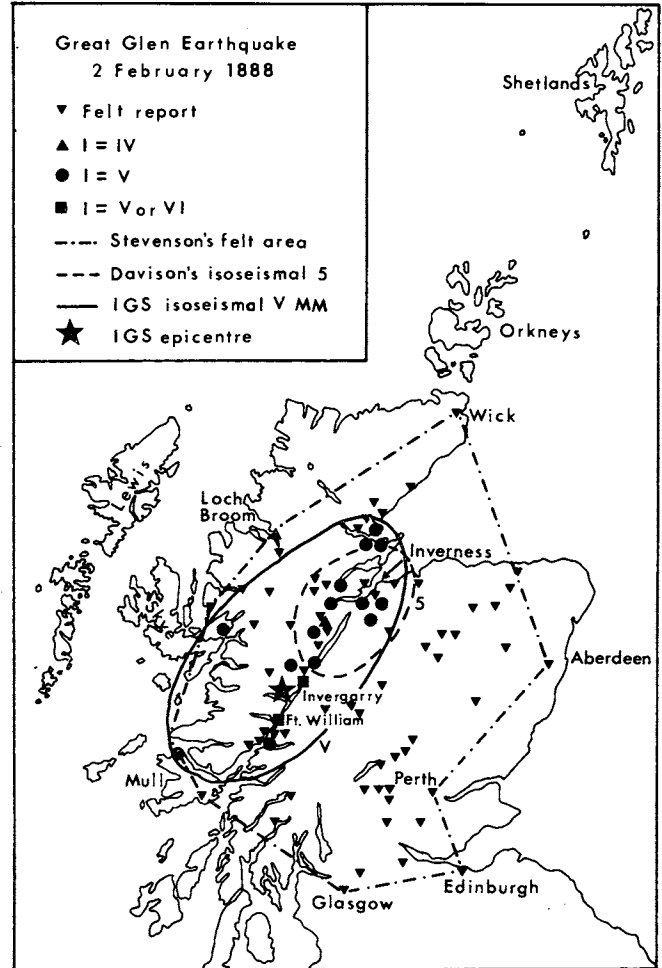 Great Glen Earthquake
2 February 1888
Felt report
I = IV
I = V
I = V or VI
Stevenson's felt area
Davison's isoseismal 5
IGS isoseismal V MM
IGS epicentre
Shetlands
Orkneys
Wick
Lewis
Loch
Broom
Inverness
Skye
5
Aberdeen
Invergarry
Ft. William
V
Mull
Perth
Edinburgh
Glasgow